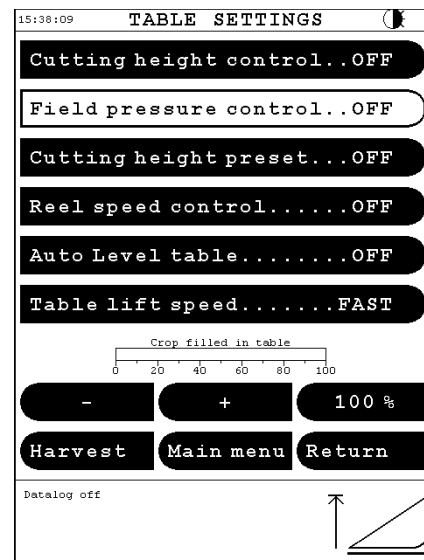 15:38:09 TABLE SETTINGS
Cutting height control..OFF
Field pressure control..OFF
Cutting height preset...OFF
Reel speed control......OFF
Auto Level table........OFF
Table lift speed.......FAST
Crop filled in table
0 20 40 60 80 100
- + 100 %
Harvest Main menu Return
Datalog off